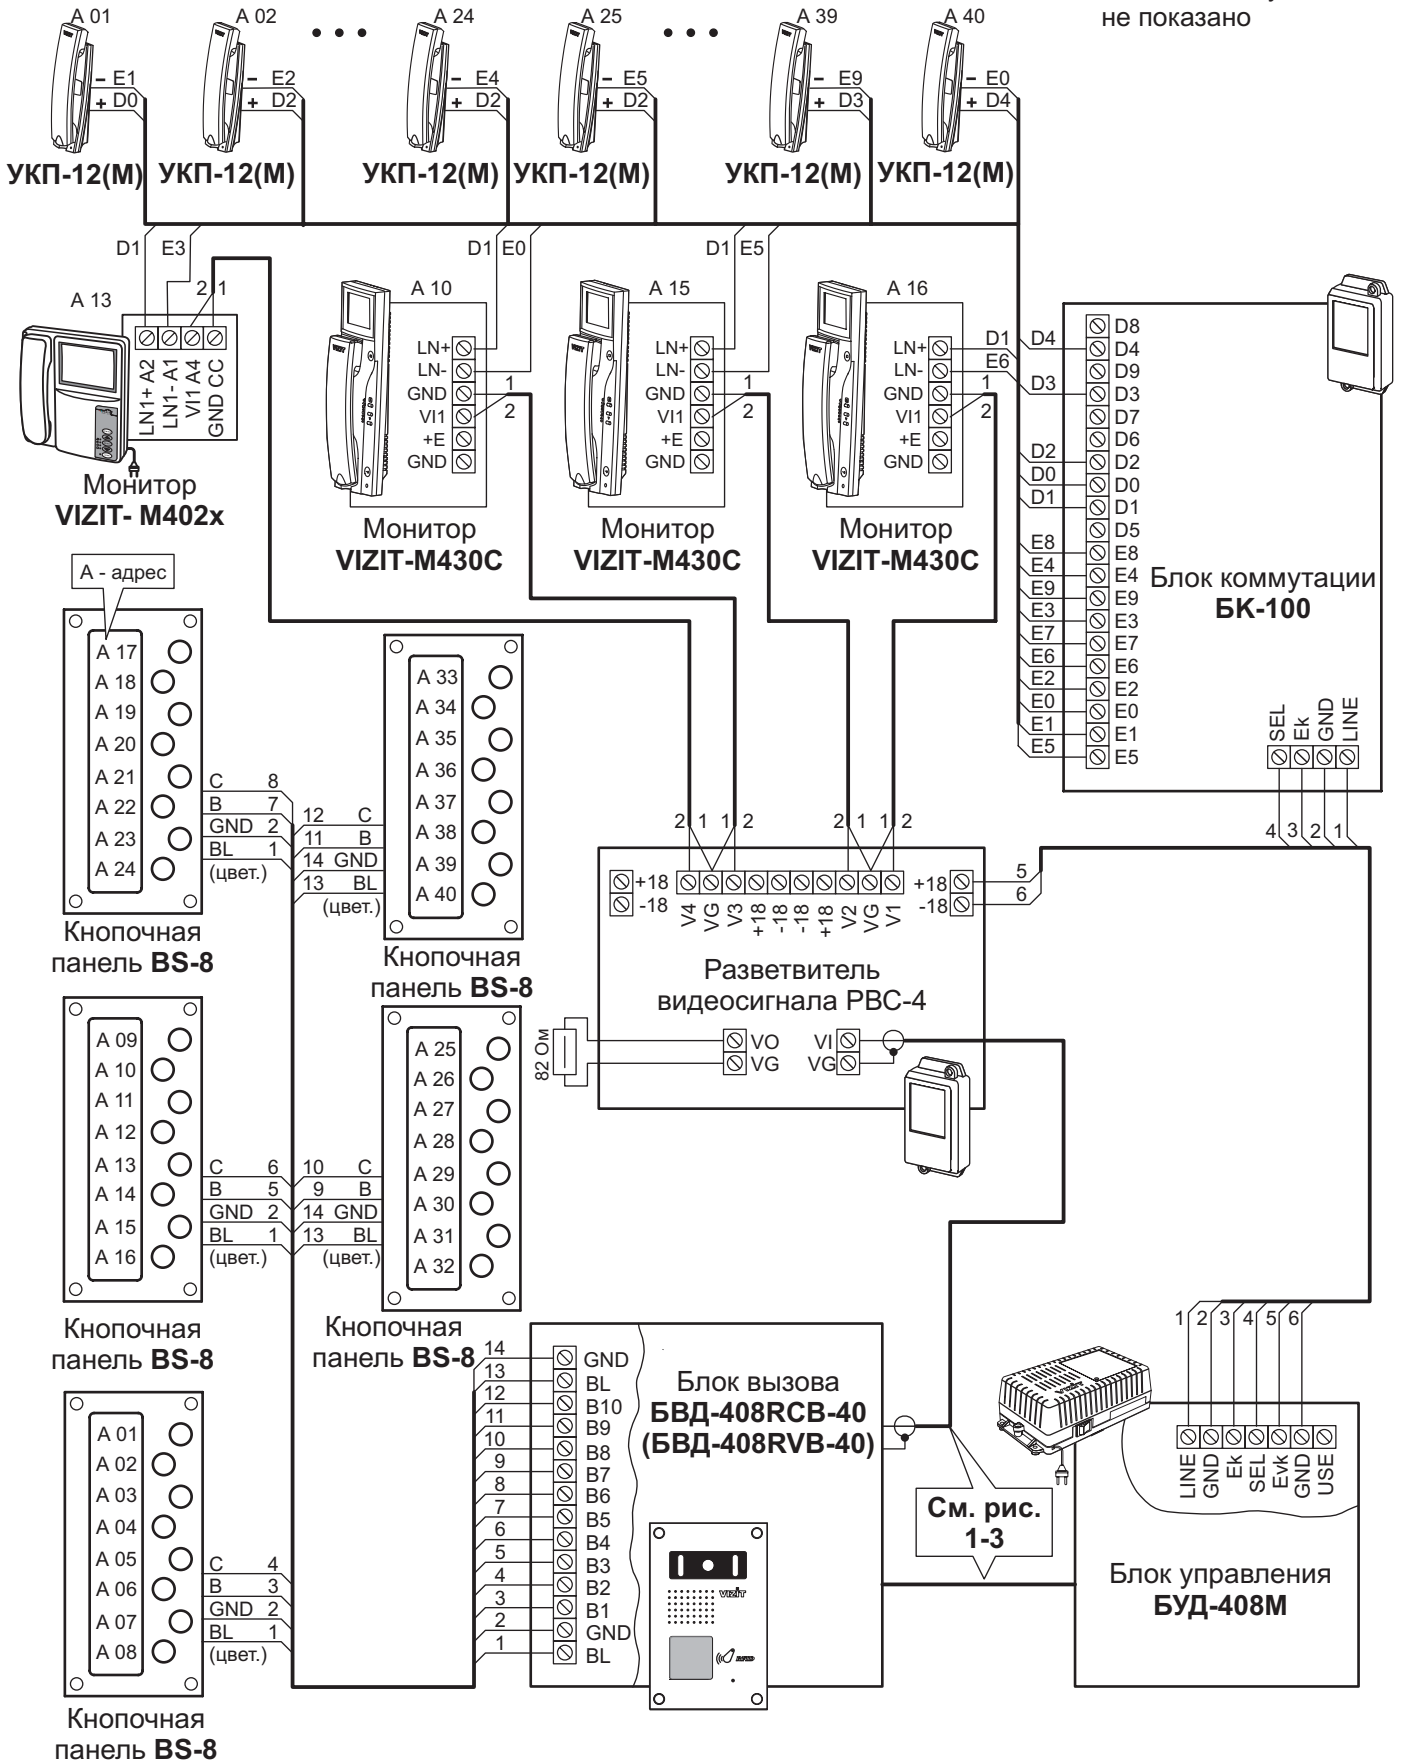 не показано
A 01
A 02
A 24
A 25
A 39
A 40
− E1
+ D0
− E2
+ D2
− E4
+ D2
− E5
+ D2
− E9
+ D3
− E0
+ D4
УКП-12(М)
УКП-12(М)
УКП-12(М)
УКП-12(М)
УКП-12(М)
УКП-12(М)
D1 E3
2 1
D1 E0
D1 E5
A 13
LN1+ A2
LN1- A1
VI1 A4
GND CC
Монитор
VIZIT- M402x
A 10
LN+
LN-
GND
VI1
+E
GND
1
2
Монитор
VIZIT-M430C
A 15
LN+
LN-
GND
VI1
+E
GND
1
2
Монитор
VIZIT-M430C
A 16
LN+
LN-
GND
VI1
+E
GND
D1
E6
1
2
Монитор
VIZIT-M430C
D4
D3
D2
D0
D1
E8
E4
E9
E3
E7
E6
E2
E0
E1
E5
D8
D4
D9
D3
D7
D6
D2
D0
D1
D5
E8
E4
E9
E3
E7
E6
E2
E0
E1
E5
Блок коммутации
БК-100
SEL
Ek
GND
LINE
4 3 2 1
А - адрес
A 17
A 18
A 19
A 20
A 21
A 22
A 23
A 24
C 8
B 7
GND 2
BL 1
(цвет.)
Кнопочная
панель BS-8
A 33
A 34
A 35
A 36
A 37
A 38
A 39
A 40
12 C
11 B
14 GND
13 BL
(цвет.)
Кнопочная
панель BS-8
2 1 1 2
2 1 1 2
+18
-18
V4
VG
V3
+18
-18
-18
+18
V2
VG
V1
+18
-18
5
6
Разветвитель
видеосигнала РВС-4
82 Ом
VO
VG
VI
VG
A 09
A 10
A 11
A 12
A 13
A 14
A 15
A 16
C 6
B 5
GND 2
BL 1
(цвет.)
Кнопочная
панель BS-8
A 25
A 26
A 27
A 28
A 29
A 30
A 31
A 32
10 C
9 B
14 GND
13 BL
(цвет.)
Кнопочная
панель BS-8
A 01
A 02
A 03
A 04
A 05
A 06
A 07
A 08
C 4
B 3
GND 2
BL 1
(цвет.)
Кнопочная
панель BS-8
14 GND
13 BL
12 B10
11 B9
10 B8
9 B7
8 B6
7 B5
6 B4
5 B3
4 B2
3 B1
2 GND
1 BL
Блок вызова
БВД-408RCB-40
(БВД-408RVB-40)
VIZIT
RFID
См. рис.
1-3
1 2 3 4 5 6
LINE
GND
Ek
SEL
Evk
GND
USE
Блок управления
БУД-408М